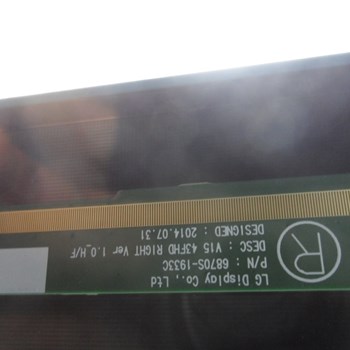 LG Display Co., Ltd
P/N : 6870S-1933C
DESC : V15 43FHD RIGHT Ver 1.0_H/F
DESIGNED : 2014.07.31
R